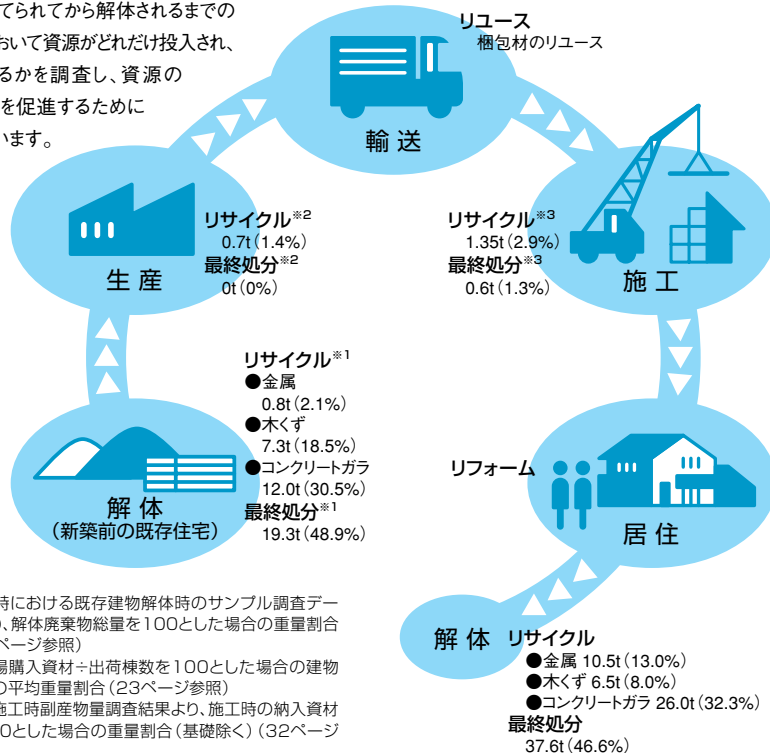 てられてから解体されるまでの
おいて資源がどれだけ投入され、
るかを調査し、資源の
を促進するために
います。
リユース
梱包材のリユース
輸 送
リサイクル※2
0.7t(1.4%)
最終処分※2
0t(0%)
生 産
リサイクル※3
1.35t(2.9%)
最終処分※3
0.6t(1.3%)
施 工
リサイクル※1
●金属
0.8t(2.1%)
●木くず
7.3t(18.5%)
●コンクリートガラ
12.0t(30.5%)
最終処分※1
19.3t(48.9%)
解 体
(新築前の既存住宅)
リフォーム
居 住
時における既存建物解体時のサンプル調査デー
、解体廃棄物総量を100とした場合の重量割合
ページ参照)
場購入資材÷出荷棟数を100とした場合の建物
の平均重量割合(23ページ参照)
施工時副産物量調査結果より、施工時の納入資材
0とした場合の重量割合(基礎除く)(32ページ
解 体
リサイクル
●金属 10.5t(13.0%)
●木くず 6.5t(8.0%)
●コンクリートガラ 26.0t(32.3%)
最終処分
37.6t(46.6%)